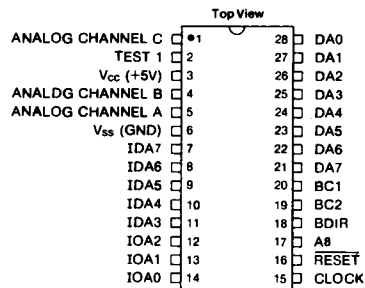 Top View
ANALOG CHANNEL C •1 28 DA0
TEST 1 2 27 DA1
Vcc (+5V) 3 26 DA2
ANALDG CHANNEL B 4 25 DA3
ANALOG CHANNEL A 5 24 DA4
Vss (GND) 6 23 DA5
IDA7 7 22 DA6
IOA6 8 21 DA7
IOA5 9 20 BC1
IDA4 10 19 BC2
IDA3 11 18 BDIR
IOA2 12 17 A8
IOA1 13 16 RESET
IOA0 14 15 CLOCK